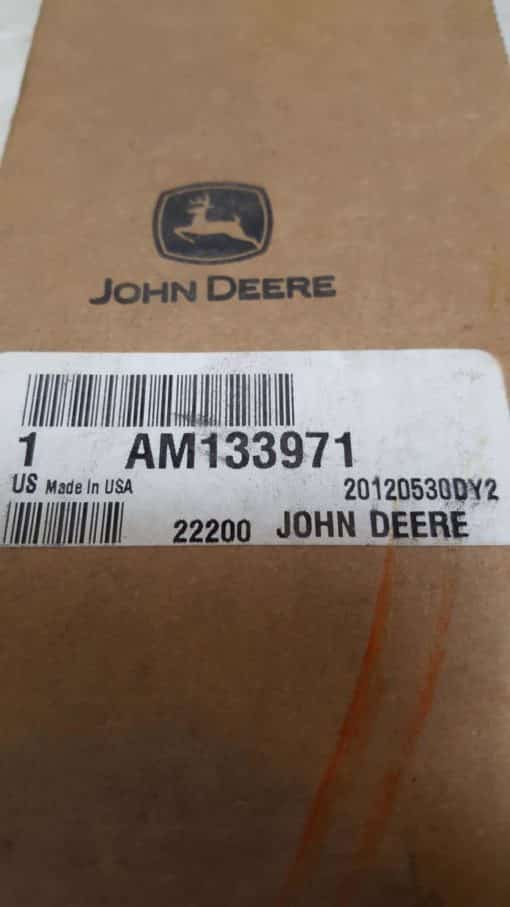 JOHN DEERE
1 AM133971
US Made In USA 20120530DY2
22200 JOHN DEERE